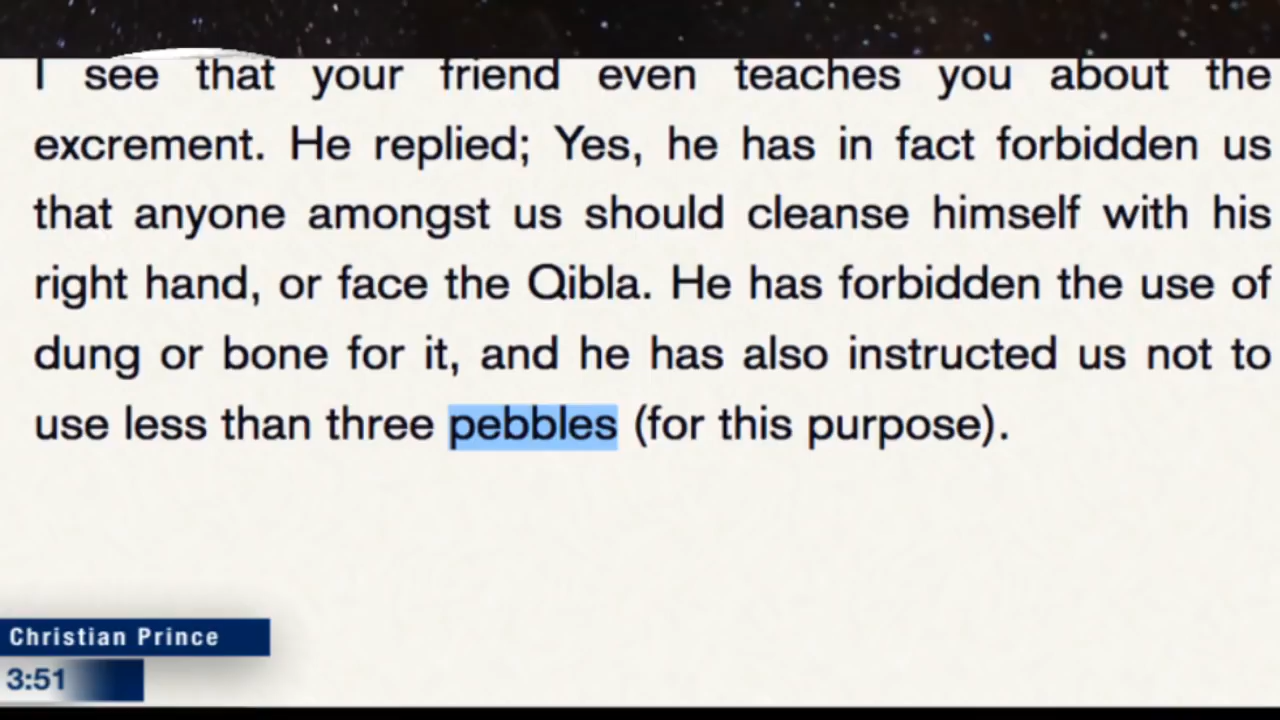 I see that your friend even teaches you about the
excrement. He replied; Yes, he has in fact forbidden us
that anyone amongst us should cleanse himself with his
right hand, or face the Qibla. He has forbidden the use of
dung or bone for it, and he has also instructed us not to
use less than three pebbles (for this purpose).
Christian Prince
3:51